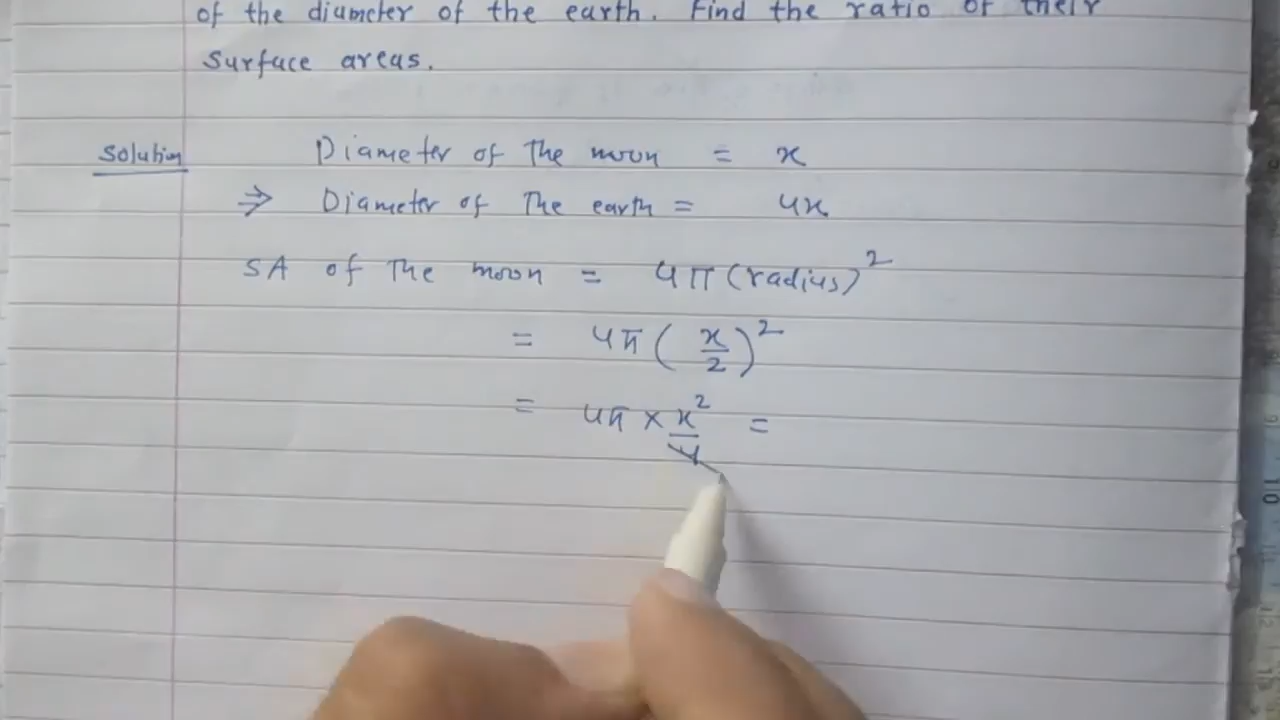 of the diameter of the earth. Find the ratio of their
surface areas.
Solution Diameter of The moon = x
⇒ Diameter of The earth = 4x
SA of The moon = 4π(radius)²
= 4π(x/2)²
= 4π × x²/4 =